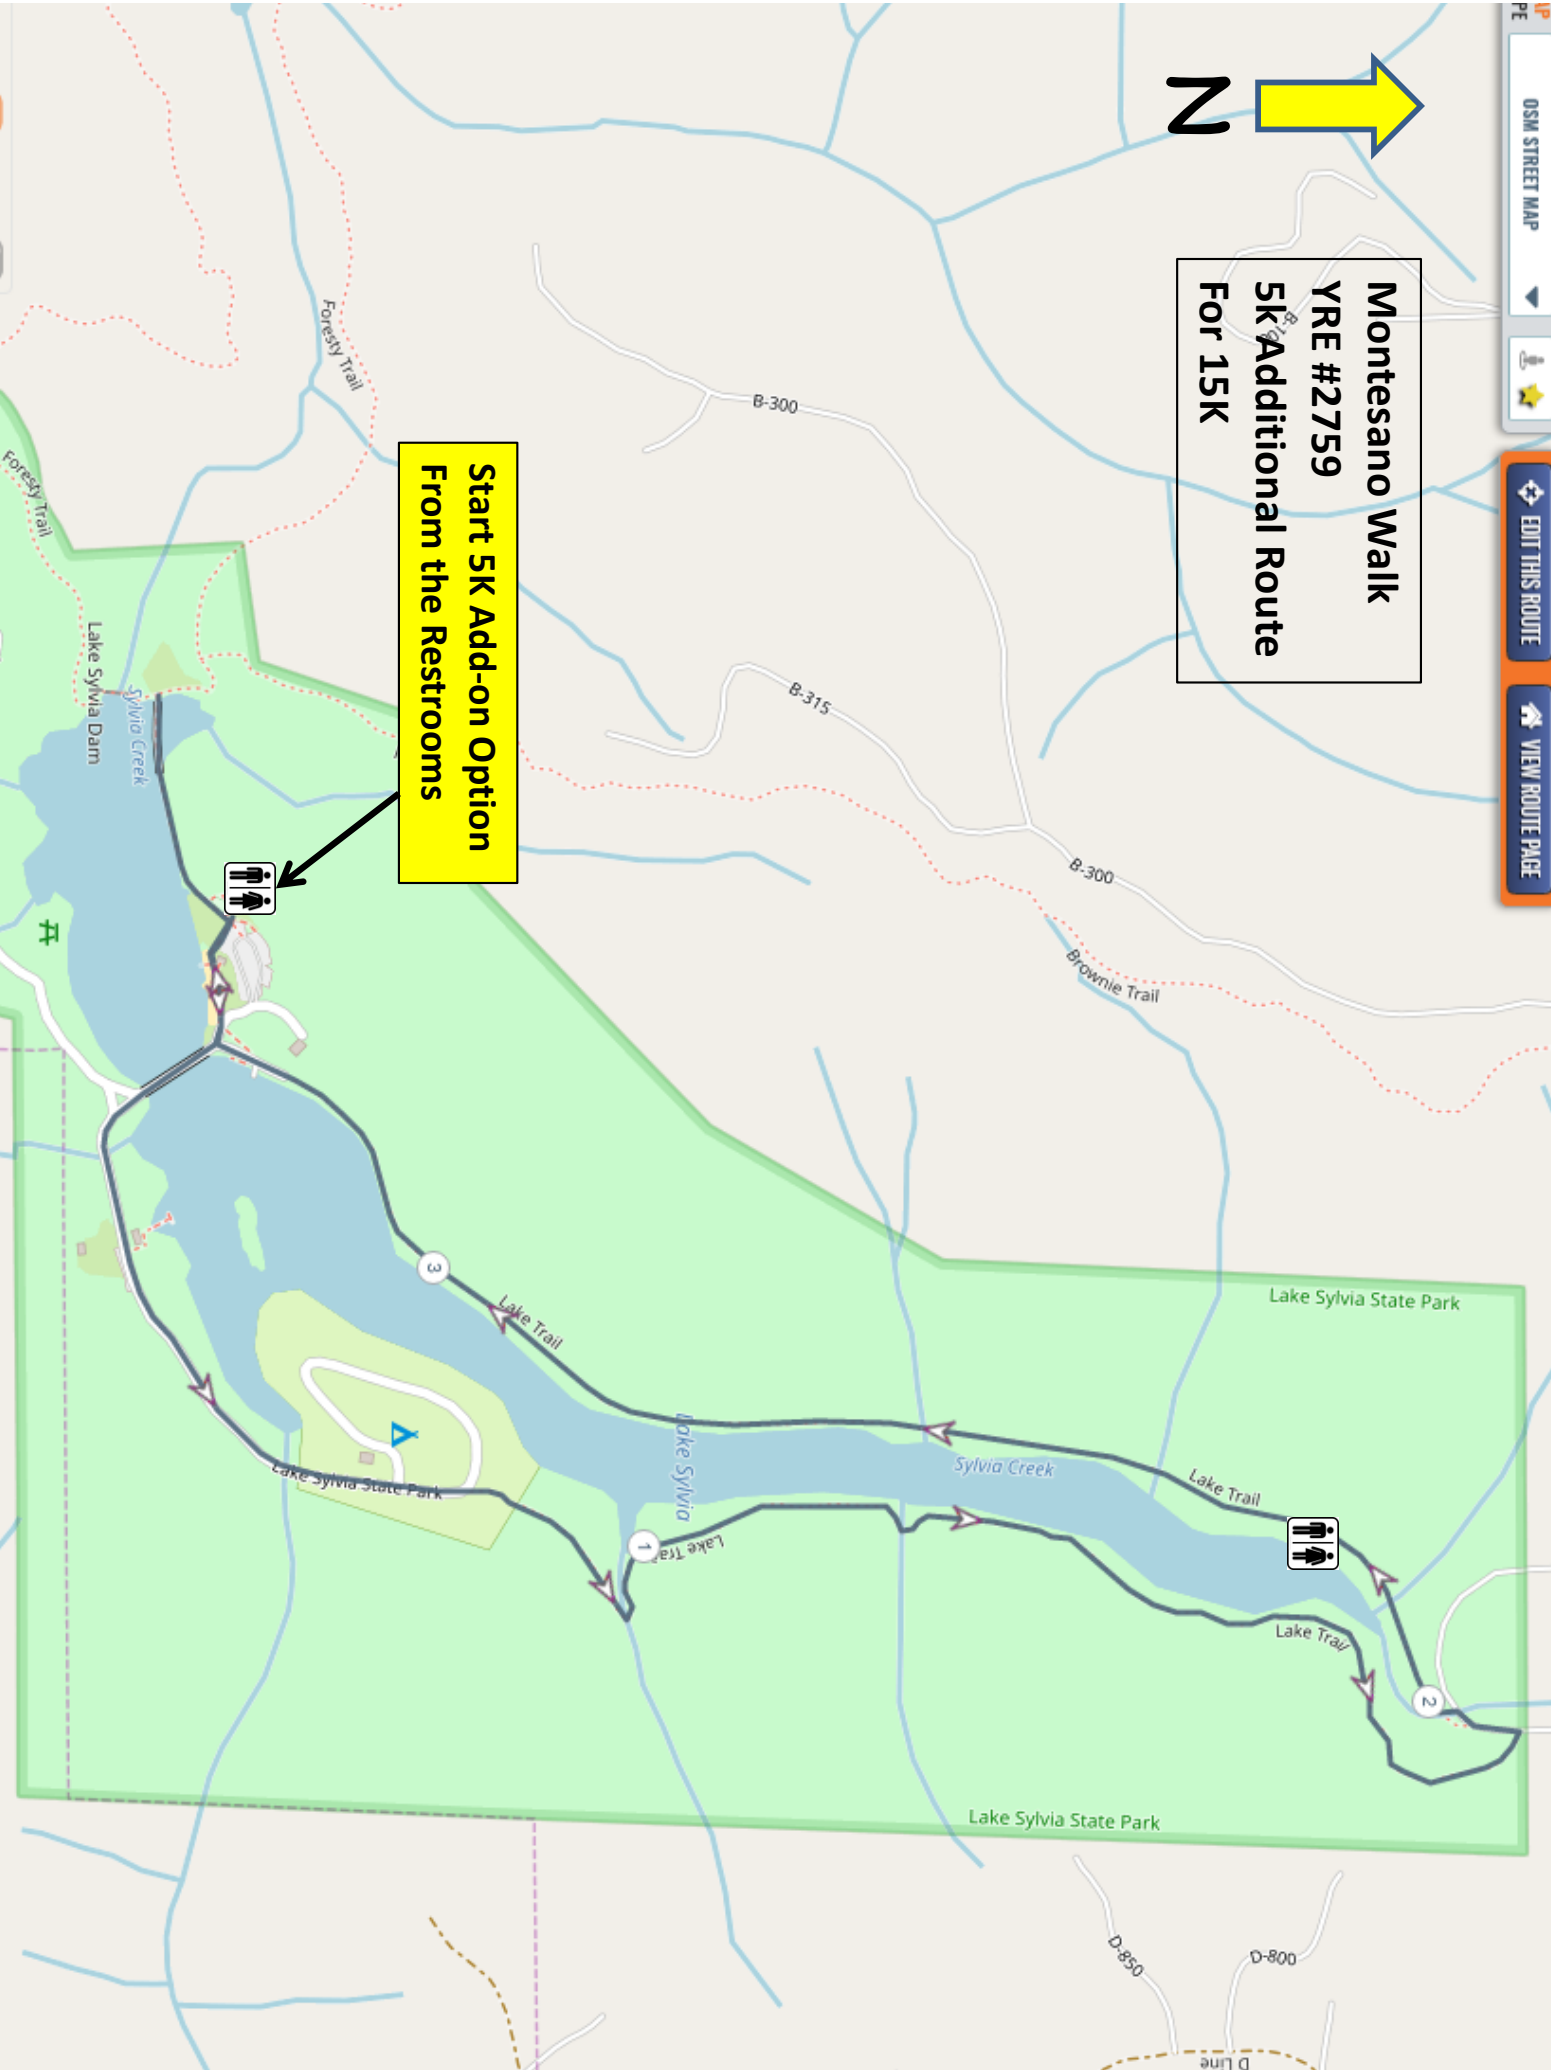 AP
PE
OSM STREET MAP
EDIT THIS ROUTE
VIEW ROUTE PAGE
N
Montesano Walk
YRE #2759
5k Additional Route
For 15K
Start 5K Add-on Option
From the Restrooms
B-300
B-315
B-300
Brownie Trail
Foresty Trail
Foresty Trail
Lake Sylvia Dam
Sylvia Creek
Lake Sylvia State Park
Lake Trail
3
Lake Trail
Sylvia Creek
Lake Sylvia
1
Lake Trail
Lake Trail
2
Lake Sylvia State Park
Lake Sylvia State Park
D-850
D-800
D Line